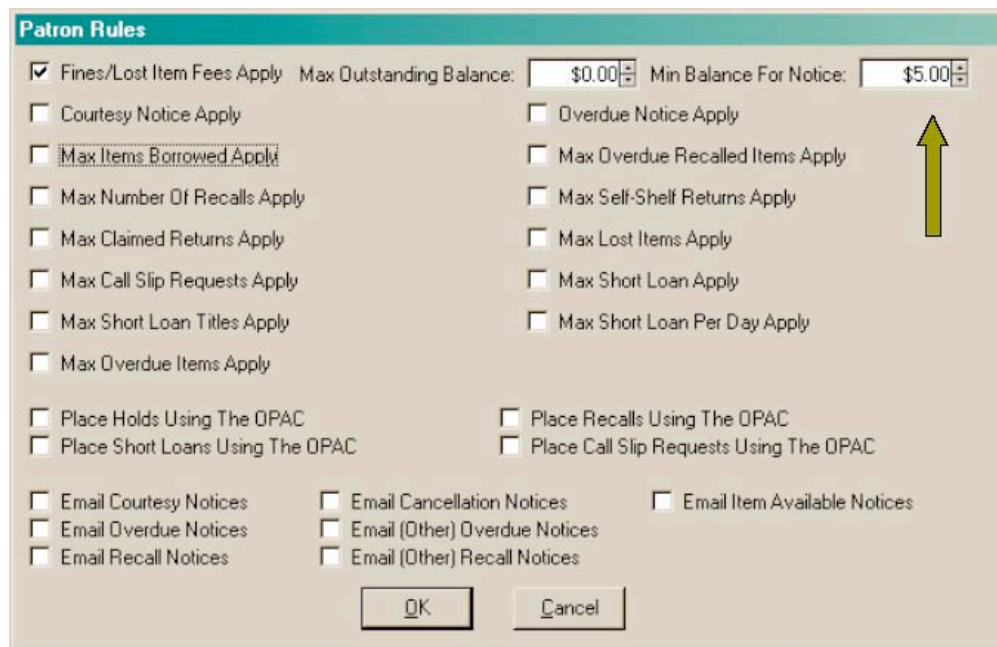 Patron Rules
Fines/Lost Item Fees Apply Max Outstanding Balance: $0.00 Min Balance For Notice: $5.00
Courtesy Notice Apply Overdue Notice Apply
Max Items Borrowed Apply Max Overdue Recalled Items Apply
Max Number Of Recalls Apply Max Self-Shelf Returns Apply
Max Claimed Returns Apply Max Lost Items Apply
Max Call Slip Requests Apply Max Short Loan Apply
Max Short Loan Titles Apply Max Short Loan Per Day Apply
Max Overdue Items Apply
Place Holds Using The OPAC Place Recalls Using The OPAC
Place Short Loans Using The OPAC Place Call Slip Requests Using The OPAC
Email Courtesy Notices Email Cancellation Notices Email Item Available Notices
Email Overdue Notices Email (Other) Overdue Notices
Email Recall Notices Email (Other) Recall Notices
OK Cancel